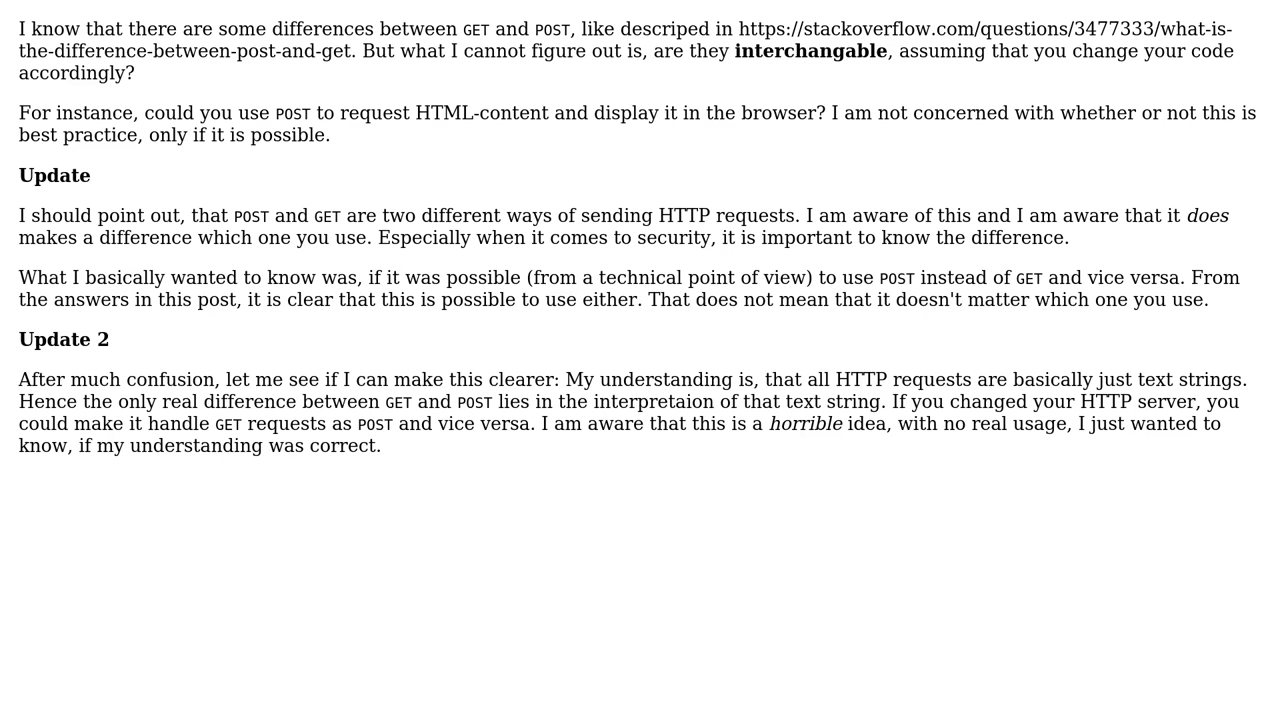 I know that there are some differences between GET and POST, like descriped in https://stackoverflow.com/questions/3477333/what-is-
the-difference-between-post-and-get. But what I cannot figure out is, are they interchangable, assuming that you change your code
accordingly?
For instance, could you use POST to request HTML-content and display it in the browser? I am not concerned with whether or not this is
best practice, only if it is possible.
Update
I should point out, that POST and GET are two different ways of sending HTTP requests. I am aware of this and I am aware that it does
makes a difference which one you use. Especially when it comes to security, it is important to know the difference.
What I basically wanted to know was, if it was possible (from a technical point of view) to use POST instead of GET and vice versa. From
the answers in this post, it is clear that this is possible to use either. That does not mean that it doesn't matter which one you use.
Update 2
After much confusion, let me see if I can make this clearer: My understanding is, that all HTTP requests are basically just text strings.
Hence the only real difference between GET and POST lies in the interpretaion of that text string. If you changed your HTTP server, you
could make it handle GET requests as POST and vice versa. I am aware that this is a horrible idea, with no real usage, I just wanted to
know, if my understanding was correct.